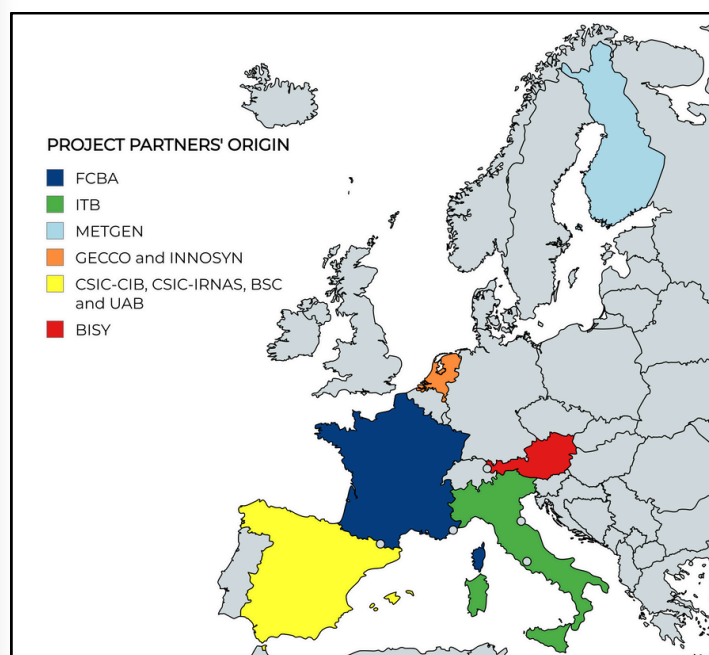 PROJECT PARTNERS' ORIGIN
FCBA
ITB
METGEN
GECCO and INNOSYN
CSIC-CIB, CSIC-IRNAS, BSC
and UAB
BISY